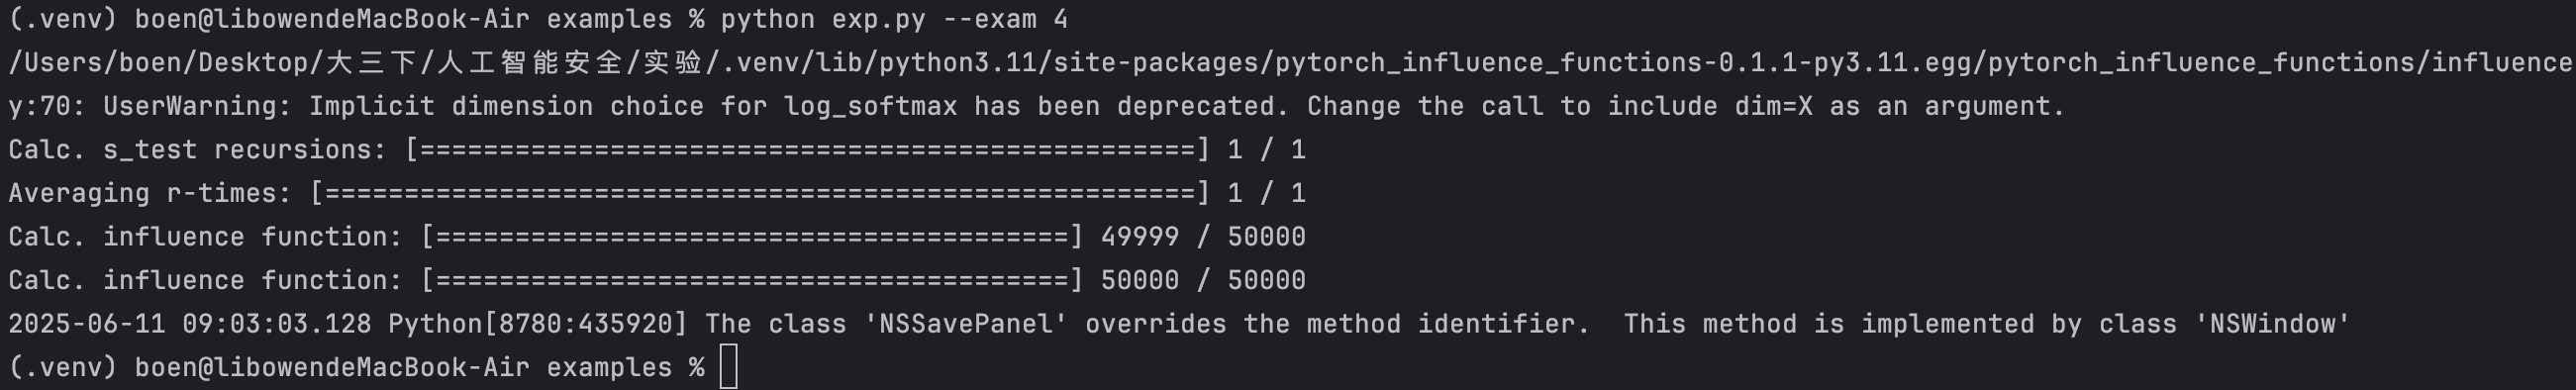 (.venv) boen@libowendeMacBook-Air examples % python exp.py --exam 4
/Users/boen/Desktop/大三下/人工智能安全/实验/.venv/lib/python3.11/site-packages/pytorch_influence_functions-0.1.1-py3.11.egg/pytorch_influence_functions/influence
y:70: UserWarning: Implicit dimension choice for log_softmax has been deprecated. Change the call to include dim=X as an argument.
Calc. s_test recursions: [=================================================] 1 / 1
Averaging r-times: [=======================================================] 1 / 1
Calc. influence function: [========================================] 49999 / 50000
Calc. influence function: [========================================] 50000 / 50000
2025-06-11 09:03:03.128 Python[8780:435920] The class 'NSSavePanel' overrides the method identifier.  This method is implemented by class 'NSWindow'
(.venv) boen@libowendeMacBook-Air examples %